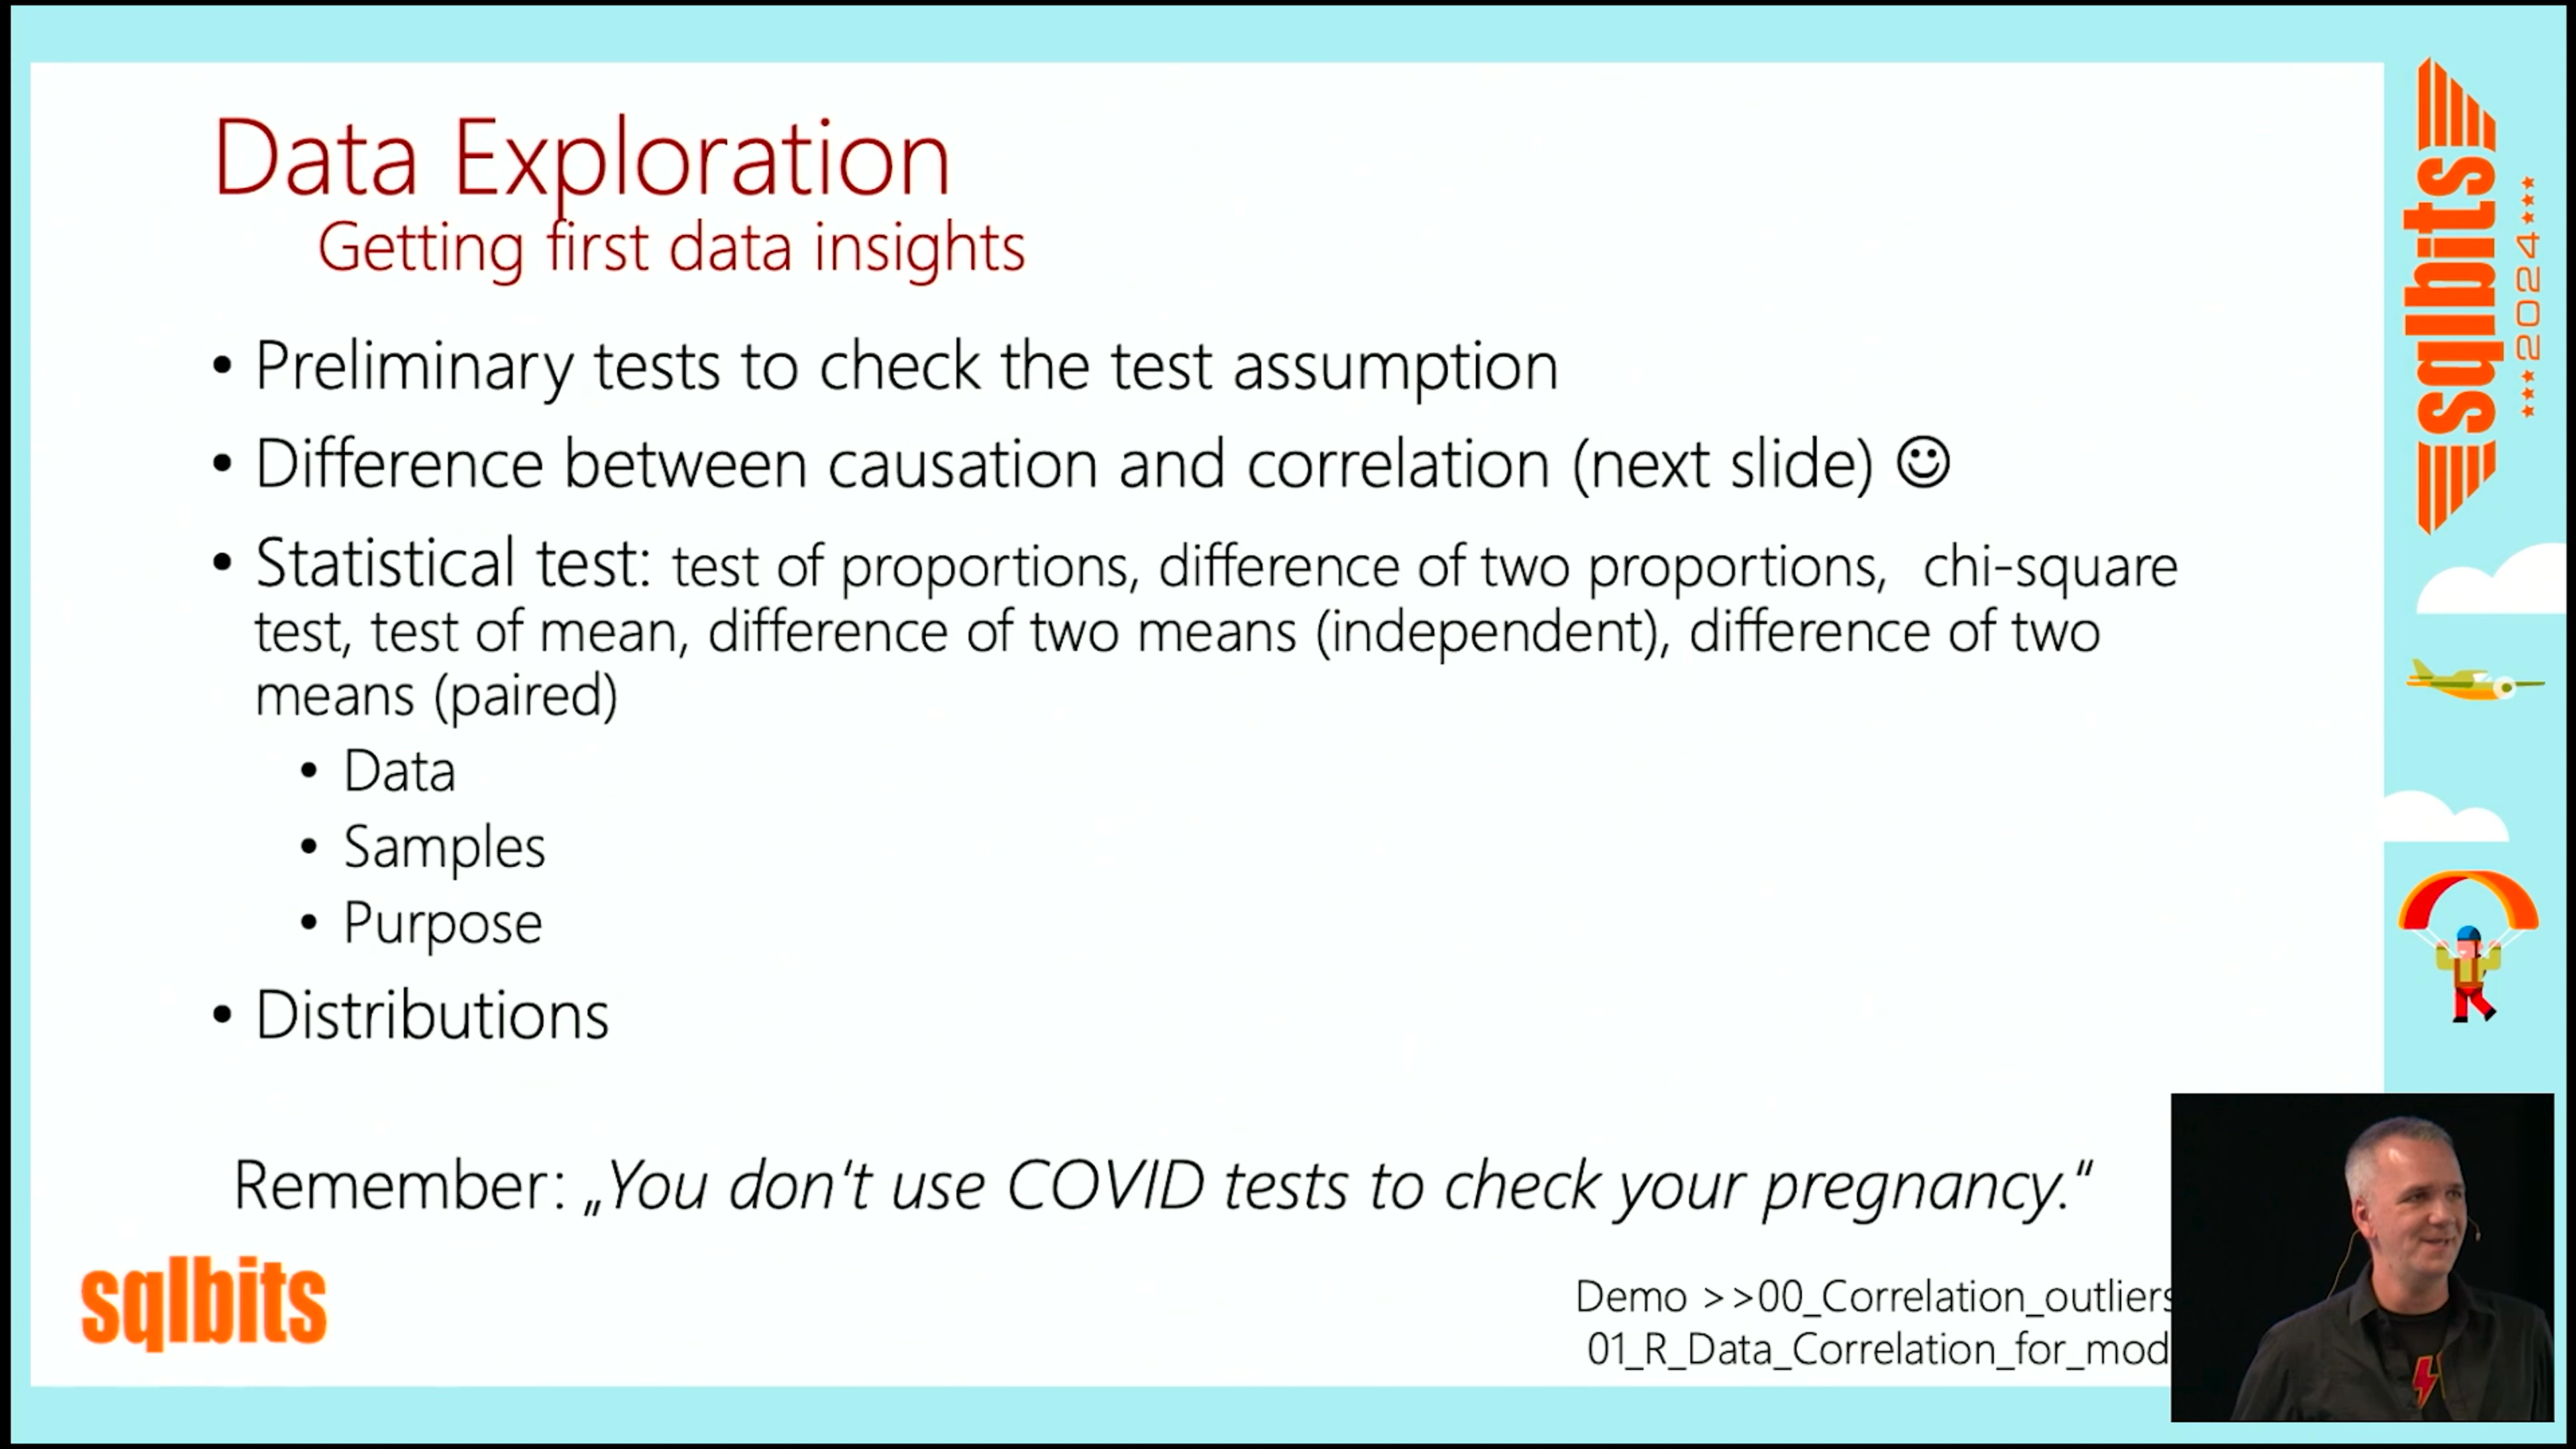 Data Exploration
Getting first data insights
• Preliminary tests to check the test assumption
• Difference between causation and correlation (next slide) ☺
• Statistical test: test of proportions, difference of two proportions,  chi-square
test, test of mean, difference of two means (independent), difference of two
means (paired)
• Data
• Samples
• Purpose
• Distributions
Remember: „You don't use COVID tests to check your pregnancy.“
sqlbits
Demo >>00_Correlation_outliers
01_R_Data_Correlation_for_mod
sqlbits
****2024****